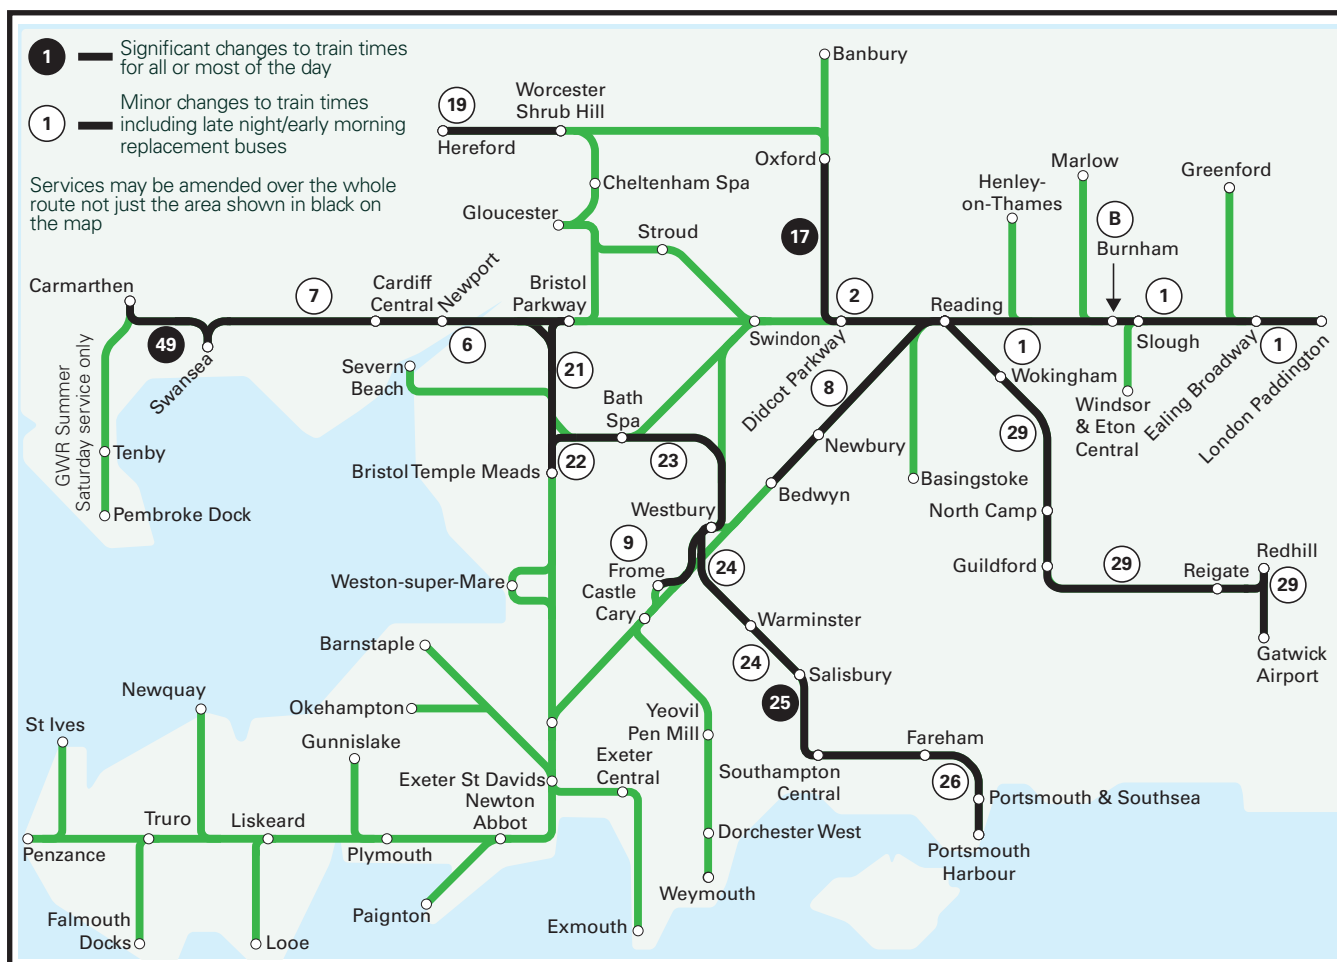 1
Significant changes to train times
for all or most of the day
1
Minor changes to train times
including late night/early morning
replacement buses
Services may be amended over the whole
route not just the area shown in black on
the map
Banbury
19
Worcester
Shrub Hill
Hereford
Oxford
Marlow
Greenford
Henley-
on-Thames
Cheltenham Spa
Gloucester
Stroud
17
B
Burnham
Carmarthen
7
Cardiff
Central
Newport
Bristol
Parkway
2
Reading
1
49
Swansea
6
21
Swindon
Didcot Parkway
1
Slough
Ealing Broadway
1
London Paddington
Severn
Beach
8
Wokingham
Windsor
& Eton
Central
GWR Summer
Saturday service only
Bath
Spa
Newbury
29
Tenby
Bristol Temple Meads
22
23
Bedwyn
Basingstoke
Pembroke Dock
Westbury
North Camp
9
Frome
24
Guildford
29
Reigate
Redhill
29
Weston-super-Mare
Castle
Cary
Warminster
Barnstaple
24
Salisbury
Gatwick
Airport
Newquay
Okehampton
25
St Ives
Gunnislake
Yeovil
Pen Mill
Fareham
Exeter St Davids
Exeter
Central
Southampton
Central
26
Newton
Abbot
Portsmouth & Southsea
Truro
Liskeard
Dorchester West
Penzance
Plymouth
Portsmouth
Harbour
Weymouth
Falmouth
Docks
Looe
Paignton
Exmouth